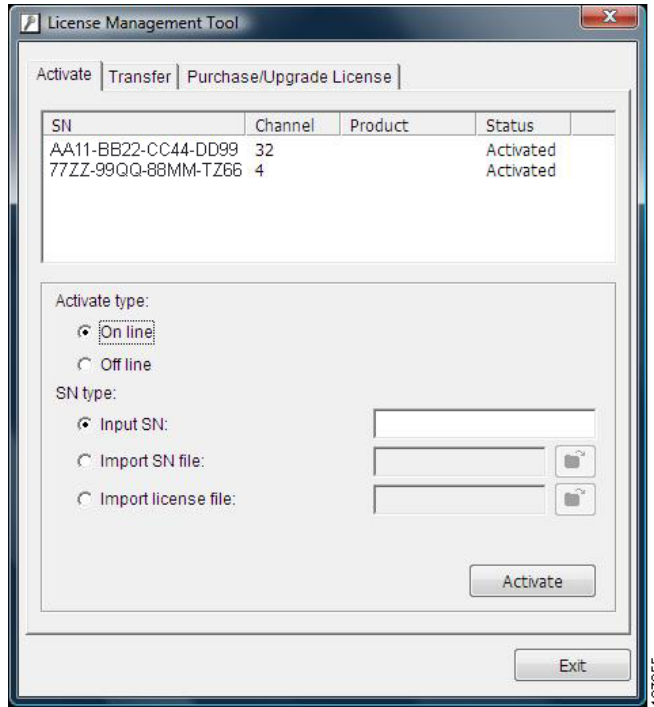 License Management Tool
Activate Transfer Purchase/Upgrade License
SN Channel Product Status
AA11-BB22-CC44-DD99 32 Activated
77ZZ-99QQ-88MM-TZ66 4 Activated
Activate type:
On line
Off line
SN type:
Input SN:
Import SN file:
Import license file:
Activate
Exit